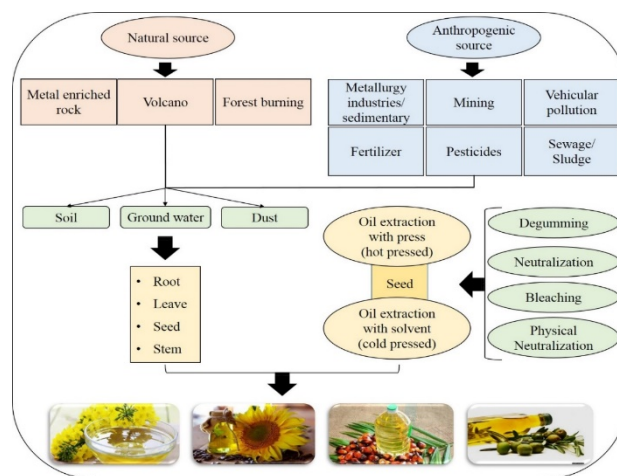 Natural source
Anthropogenic
source
Metal enriched
rock
Volcano
Forest burning
Metallurgy
industries/
sedimentary
Mining
Vehicular
pollution
Fertilizer
Pesticides
Sewage/
Sludge
Soil
Ground water
Dust
• Root
• Leave
• Seed
• Stem
Oil extraction
with press
(hot pressed)
Seed
Oil extraction
with solvent
(cold pressed)
Degumming
Neutralization
Bleaching
Physical
Neutralization